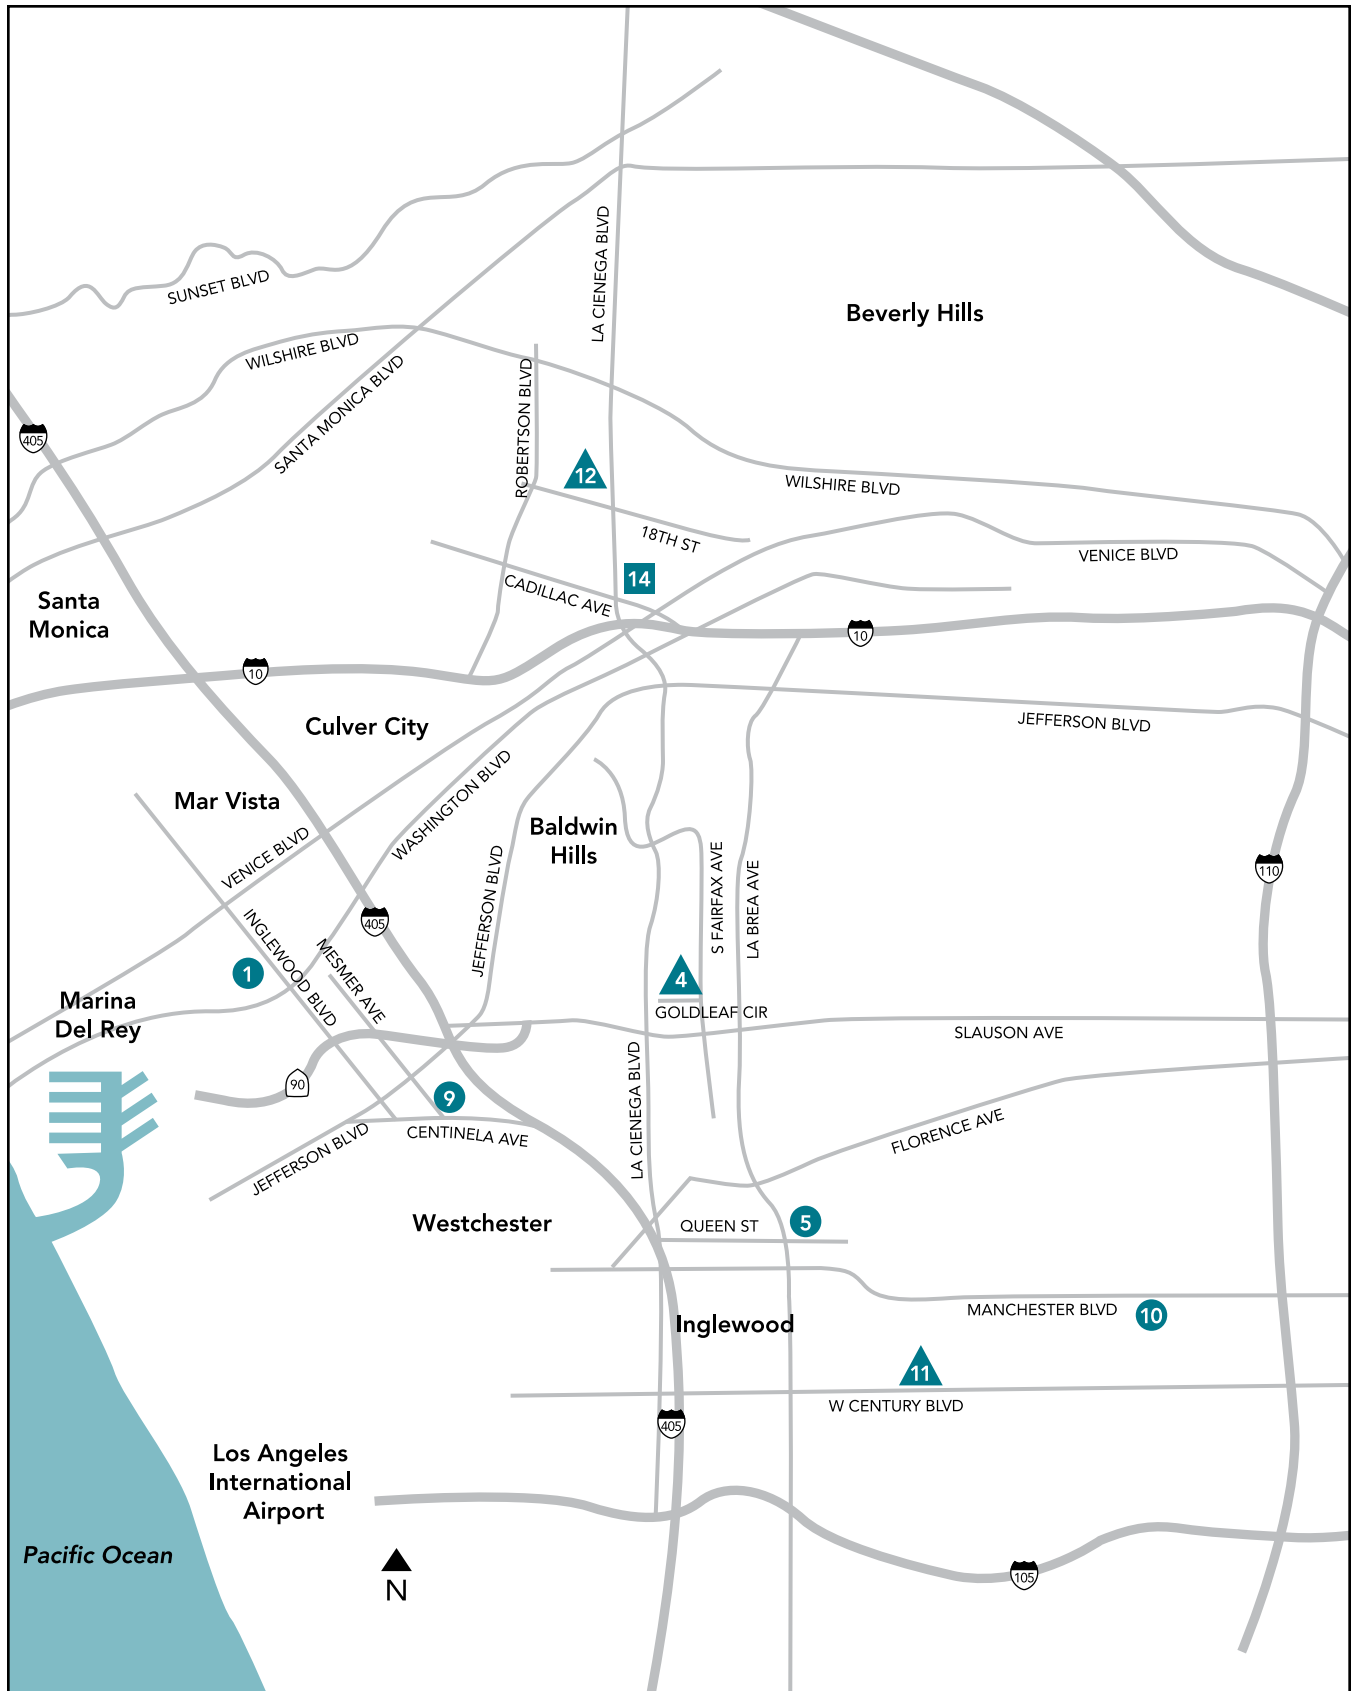 LA CIENEGA BLVD
SUNSET BLVD
Beverly Hills
WILSHIRE BLVD
SANTA MONICA BLVD
ROBERTSON BLVD
405
12
WILSHIRE BLVD
18TH ST
VENICE BLVD
14
CADILLAC AVE
Santa
Monica
10
10
Culver City
JEFFERSON BLVD
WASHINGTON BLVD
Mar Vista
Baldwin
Hills
VENICE BLVD
JEFFERSON BLVD
S FAIRFAX AVE
LA BREA AVE
110
405
INGLEWOOD BLVD
MESMER AVE
1
4
Marina
Del Rey
GOLDLEAF CIR
SLAUSON AVE
90
9
LA CIENEGA BLVD
FLORENCE AVE
CENTINELA AVE
JEFFERSON BLVD
Westchester
QUEEN ST
5
MANCHESTER BLVD
10
Inglewood
11
W CENTURY BLVD
405
Los Angeles
International
Airport
Pacific Ocean
N
105